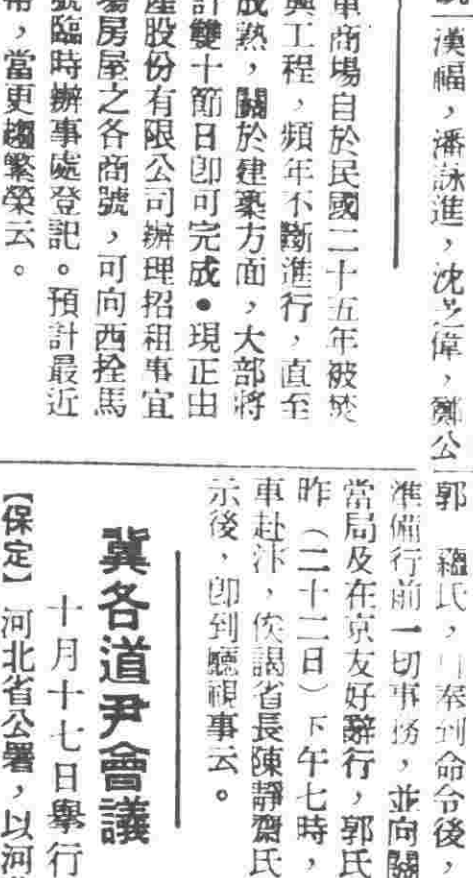 漢幅，潘詠進，沈芝偉，鄭公
車商場自於民國二十五年被焚
興工程，頻年不斷進行，直至
成熟，關於建築方面，大部將
計雙十節日卽可完成●現正由
產股份有限公司辦理招租事宜
場房屋之各商號，可向西拴馬
號臨時辦事處登記。預計最近
當更趨繁榮云。
郭
氏，奉到命令後，
準備行前一切事務，並向關
當局及在京友好辭行，郭氏
昨（二十二日）下午七時，
車赴汴，俟謁省長陳靜齋氏
示後，卽到廳視事云。
冀各道尹會議
十月十七日舉行
【保定】河北省公署，以河